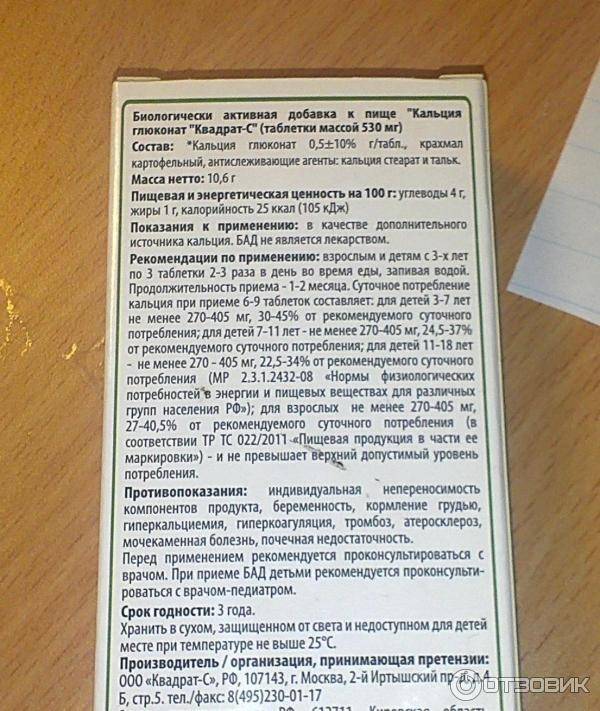 Биологически активная добавка к пище "Кальция
глюконат "Квадрат-С" (таблетки массой 530 мг)
Состав: *Кальция глюконат 0,5±10% г/табл., крахмал
картофельный, антислеживающие агенты: кальция стеарат и тальк.
Масса нетто: 10,6 г
Пищевая и энергетическая ценность на 100 г: углеводы 4 г,
жиры 1 г, калорийность 25 ккал (105 кДж)
Показания к применению: в качестве дополнительного
источника кальция. БАД не является лекарством.
Рекомендации по применению: взрослым и детям с 3-х лет
по 3 таблетки 2-3 раза в день во время еды, запивая водой.
Продолжительность приема - 1-2 месяца. Суточное потребление
кальция при приеме 6-9 таблеток составляет: для детей 3-7 лет
не менее 270-405 мг, 30-45% от рекомендуемого суточного
потребления; для детей 7-11 лет - не менее 270-405 мг, 24,5-37%
от рекомендуемого суточного потребления; для детей 11-18 лет
- не менее 270 - 405 мг, 22,5-34% от рекомендуемого суточного
потребления (МР 2.3.1.2432-08 «Нормы физиологических
потребностей в энергии и пищевых веществах для различных
групп населения РФ»); для взрослых не менее 270-405 мг,
27-40,5% от рекомендуемого суточного потребления (в
соответствии ТР ТС 022/2011 «Пищевая продукция в части ее
маркировки») - и не превышает верхний допустимый уровень
потребления.
Противопоказания: индивидуальная непереносимость
компонентов продукта, беременность, кормление грудью,
гиперкальциемия, гиперкоагуляция, тромбоз, атеросклероз,
мочекаменная болезнь, почечная недостаточность.
Перед применением рекомендуется проконсультироваться с
врачом. При приеме БАД детьми рекомендуется проконсульти-
роваться с врачом-педиатром.
Срок годности: 3 года.
Хранить в сухом, защищенном от света и недоступном для детей
месте при температуре не выше 25°С.
Производитель / организация, принимающая претензии:
ООО «Квадрат-С», РФ, 107143, г. Москва, 2-й Иртышский пр-д, д.4
Б, стр.5. тел./факс: 8(495)230-01-17
РФ, 612711, Кировская область,
ОТЗОВИК